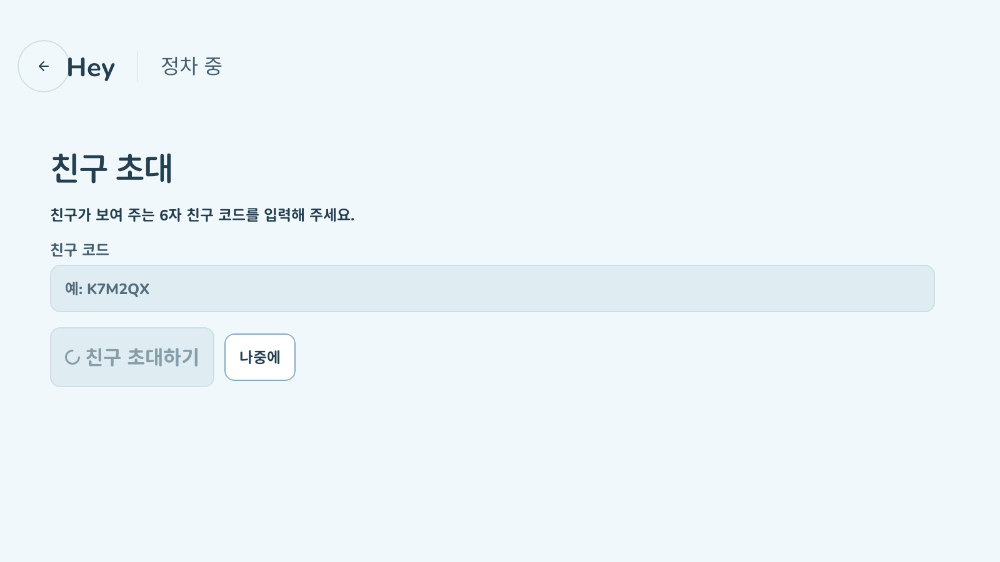 Hey 정차 중
친구 초대
친구가 보여 주는 6자 친구 코드를 입력해 주세요.
친구 코드
예: K7M2QX
친구 초대하기 나중에